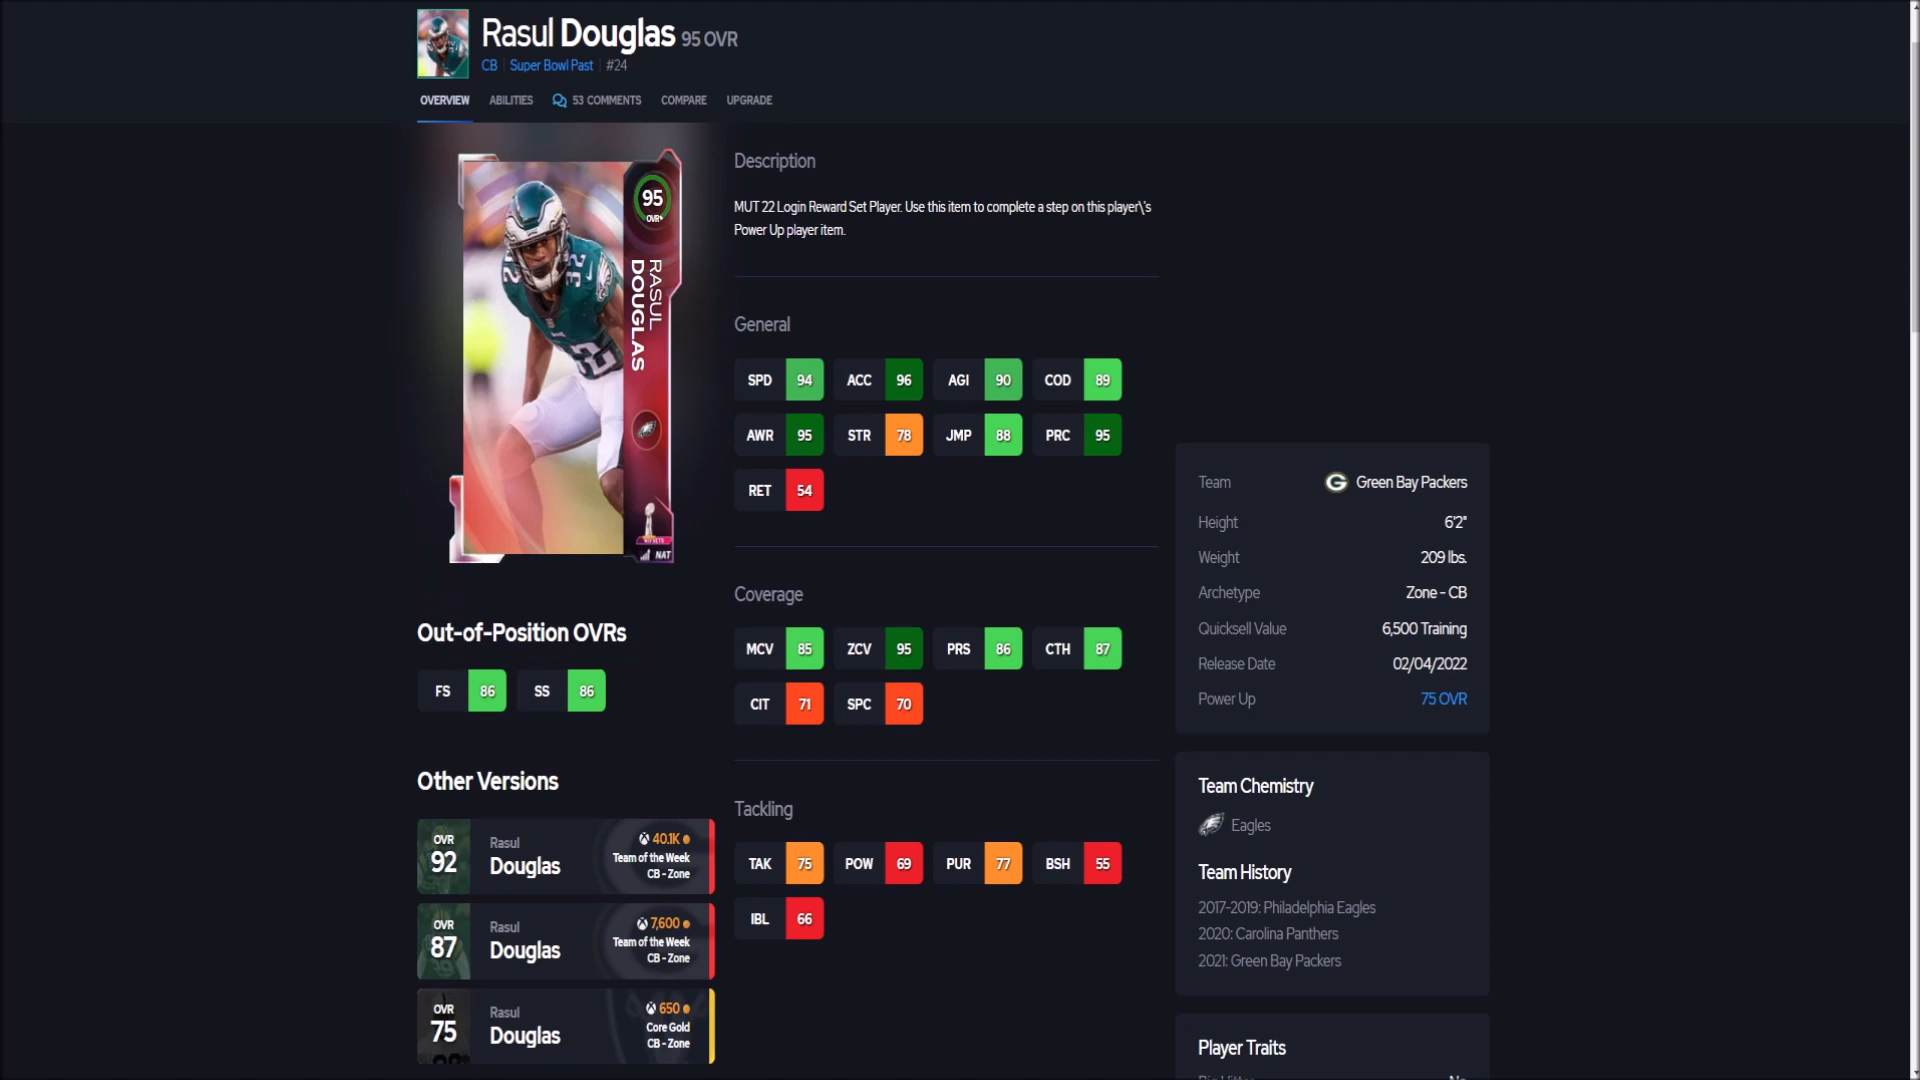 Rasul Douglas 95 OVR
CB | Super Bowl Past | #24
OVERVIEW ABILITIES 53 COMMENTS COMPARE UPGRADE
95
OVR
RASUL
DOUGLAS
NAT
Description
MUT 22 Login Reward Set Player. Use this item to complete a step on this player\'s
Power Up player item.
General
SPD 94 ACC 96 AGI 90 COD 89
AWR 95 STR 78 JMP 88 PRC 95
RET 54
Coverage
MCV 85 ZCV 95 PRS 86 CTH 87
CIT 71 SPC 70
Tackling
TAK 75 POW 69 PUR 77 BSH 55
IBL 66
Out-of-Position OVRs
FS 86 SS 86
Other Versions
OVR
92
Rasul
Douglas
40.1K
Team of the Week
CB - Zone
OVR
87
Rasul
Douglas
7,600
Team of the Week
CB - Zone
OVR
75
Rasul
Douglas
650
Core Gold
CB - Zone
Team Green Bay Packers
Height 6'2"
Weight 209 lbs.
Archetype Zone - CB
Quicksell Value 6,500 Training
Release Date 02/04/2022
Power Up 75 OVR
Team Chemistry
Eagles
Team History
2017-2019: Philadelphia Eagles
2020: Carolina Panthers
2021: Green Bay Packers
Player Traits